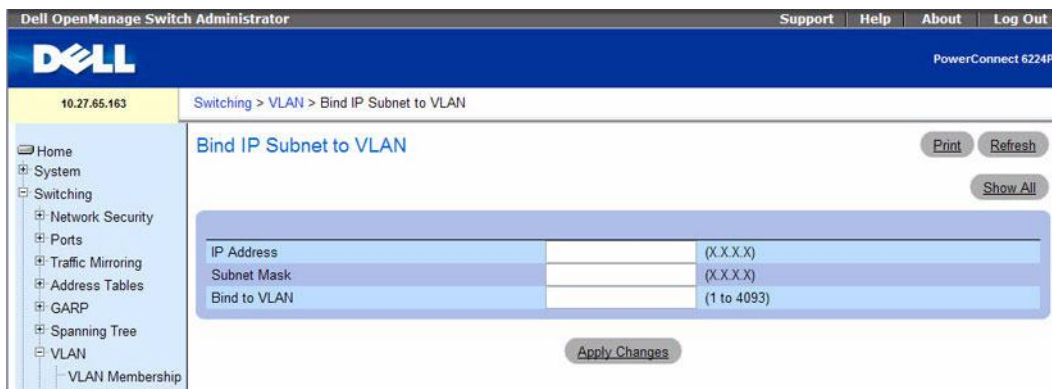 Dell OpenManage Switch Administrator
Support Help About Log Out
DELL
PowerConnect 6224P
10.27.65.163
Switching > VLAN > Bind IP Subnet to VLAN
Home
System
Switching
Network Security
Ports
Traffic Mirroring
Address Tables
GARP
Spanning Tree
VLAN
VLAN Membership
Bind IP Subnet to VLAN
Print Refresh
Show All
IP Address (X.X.X.X)
Subnet Mask (X.X.X.X)
Bind to VLAN (1 to 4093)
Apply Changes